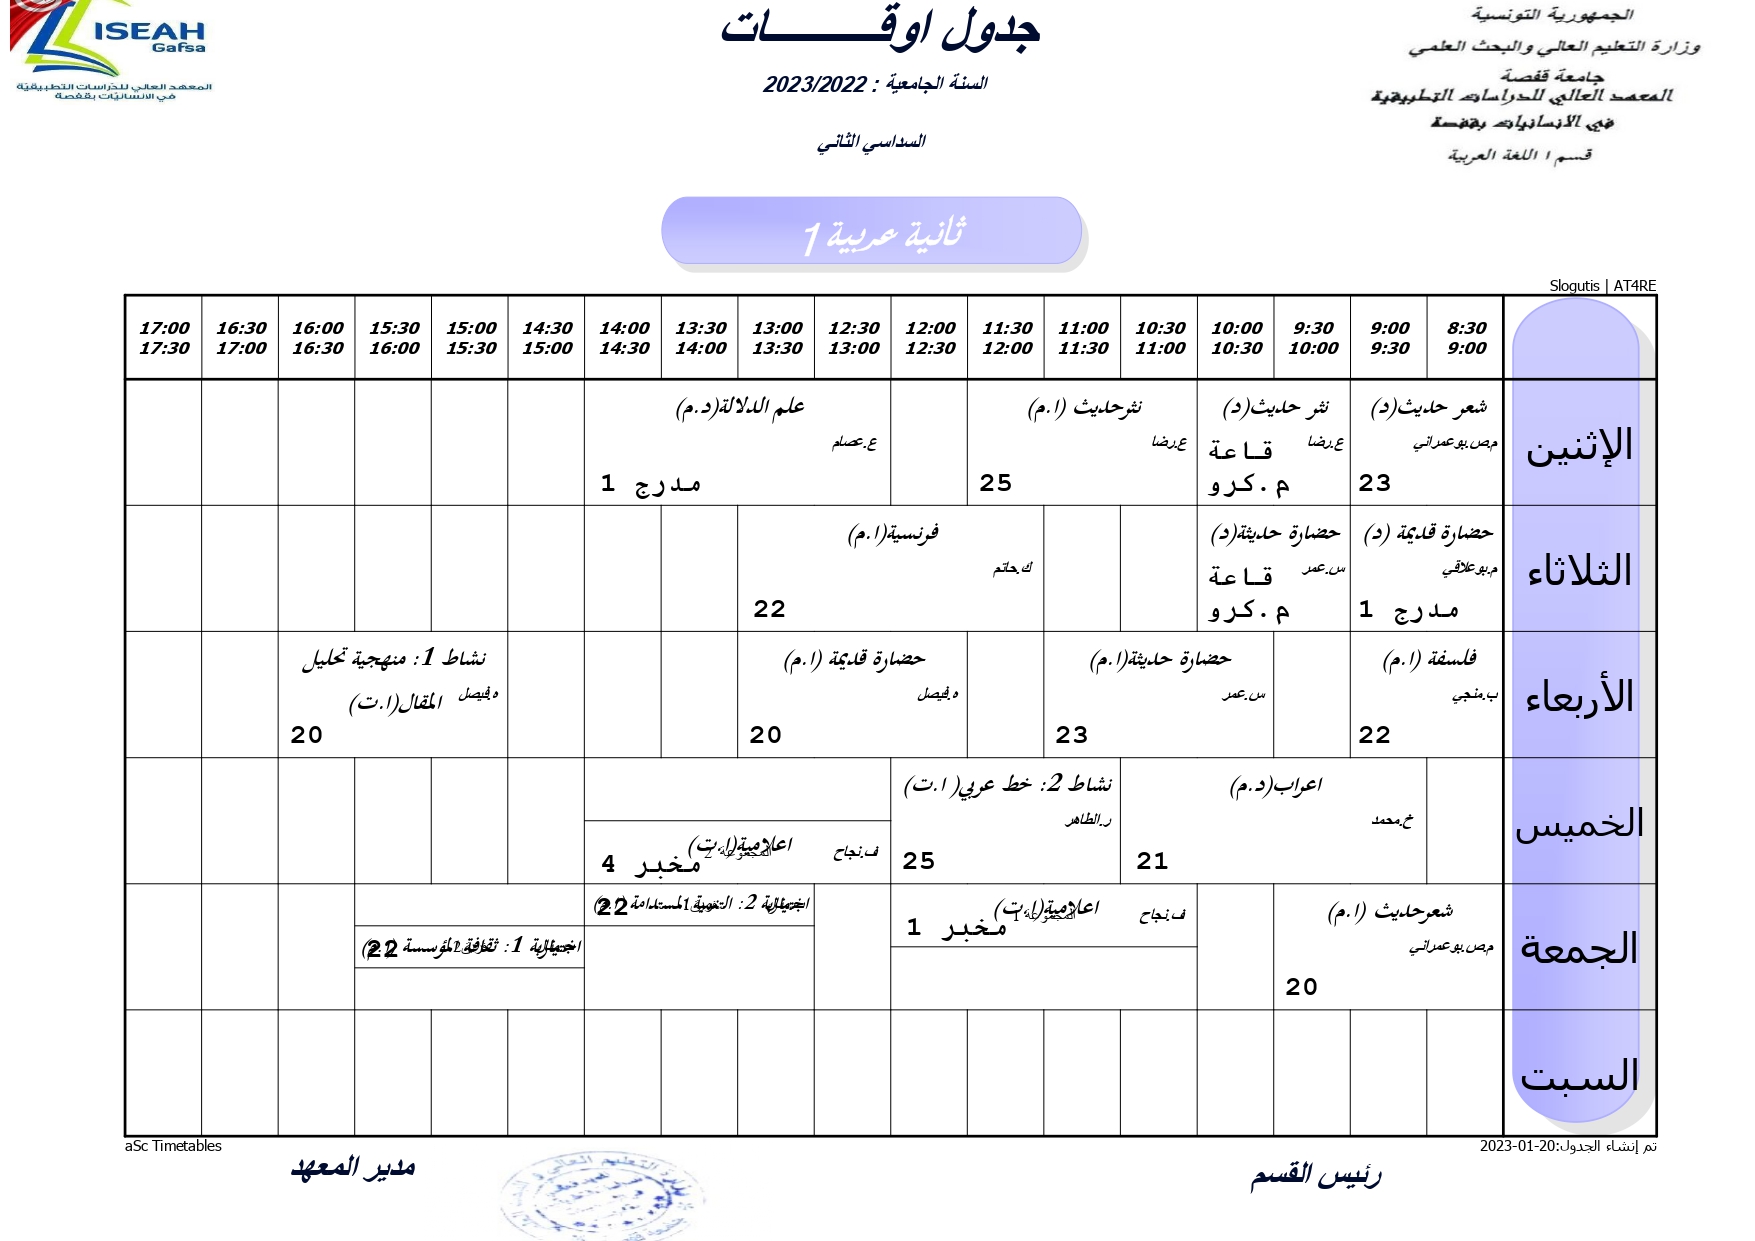 ISEAH
Gafsa
المعهد العالي للدراسات التطبيقية
في الانسانيات بقفصة
جدول اوقـــــــات
السنة الجامعية : 2023/2022
السداسي الثاني
الجمهورية التونسية
وزارة التعليم العالي والبحث العلمي
جامعة قفصة
المعهد العالي للدراسات التطبيقية
في الانسانيات بقفصة
قسم ا اللغة العربية
ثانية عربية 1
Slogutis | AT4RE
8:30 9:00 9:30 10:00 10:30 11:00 11:30 12:00 12:30 13:00 13:30 14:00 14:30 15:00 15:30 16:00 16:30 17:00
9:00 9:30 10:00 10:30 11:00 11:30 12:00 12:30 13:00 13:30 14:00 14:30 15:00 15:30 16:00 16:30 17:00 17:30
الإثنين
شعر حديث(د)
م.ص.بوعمراني
23
نثر حديث(د)
ع.رضا
قاعة
م.كرو
نثرحديث (ا.م)
ع.رضا
25
علم الدلالة(د.م)
ع.عصام
مدرج 1
الثلاثاء
حضارة قديمة (د)
م.بوعلاقي
مدرج 1
حضارة حديثة(د)
س.عمر
قاعة
م.كرو
فرنسية(ا.م)
ك.حاتم
22
الأربعاء
فلسفة (ا.م)
ب.منجي
22
حضارة حديثة(ا.م)
س.عمر
23
حضارة قديمة (ا.م)
ه.فيصل
20
نشاط 1: منهجية تحليل
المقال(ا.ت)
ه.فيصل
20
الخميس
اعراب(د.م)
خ.محمد
21
نشاط 2: خط عربي( ا.ت)
ر.الطاهر
25
اعلامية(ا.ت)
ف.نجاح
المجموعة 2
مخبر 4
الجمعة
شعرحديث (ا.م)
م.ص.بوعمراني
20
اعلامية(ا.ت)
ف.نجاح
المجموعة 1
مخبر 1
اختيارية 2: التنمية المستدامة (ا.م)
22
اختيارية 1: ثقافة المؤسسة (ا.م)
22
السبت
aSc Timetables
تم إنشاء الجدول:20-01-2023
رئيس القسم
مدير المعهد